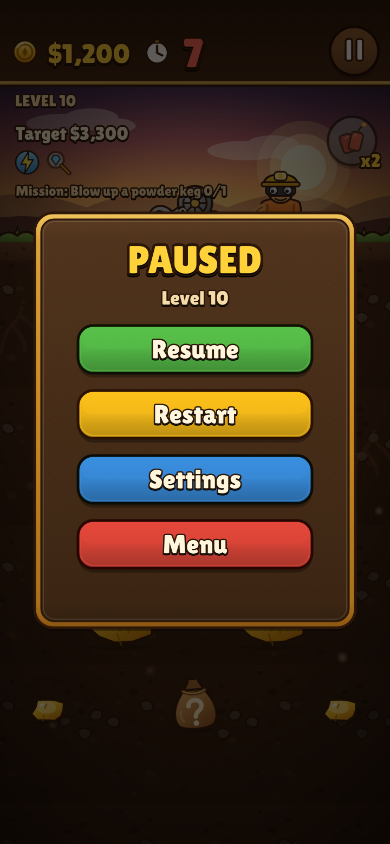 $1,200 7
LEVEL 10
Target $3,300
x2
Mission: Blow up a powder keg 0/1
PAUSED
Level 10
Resume
Restart
Settings
Menu
?